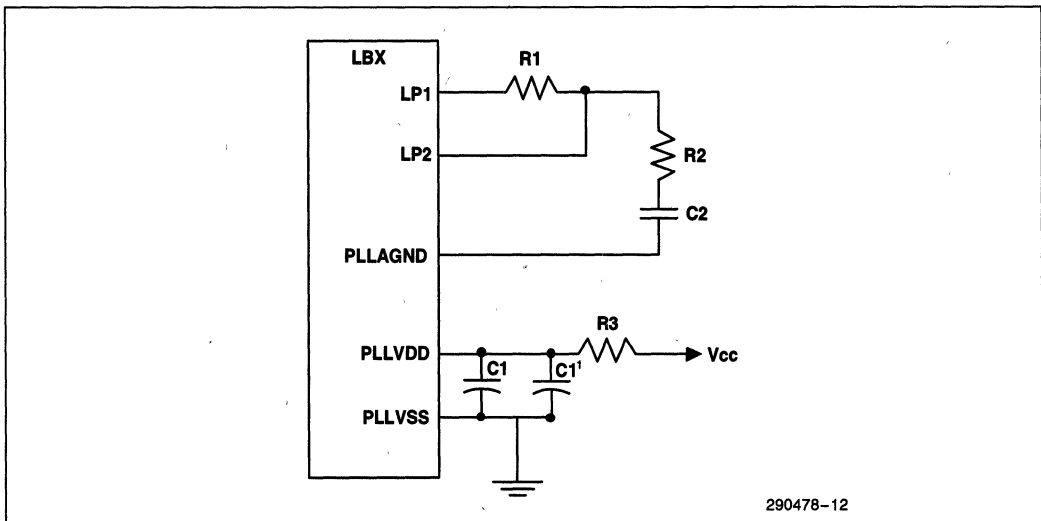 LBX
R1
LP1
LP2
R2
C2
PLLAGND
R3
PLLVDD
Vcc
C1
C1¹
PLLVSS
290478-12